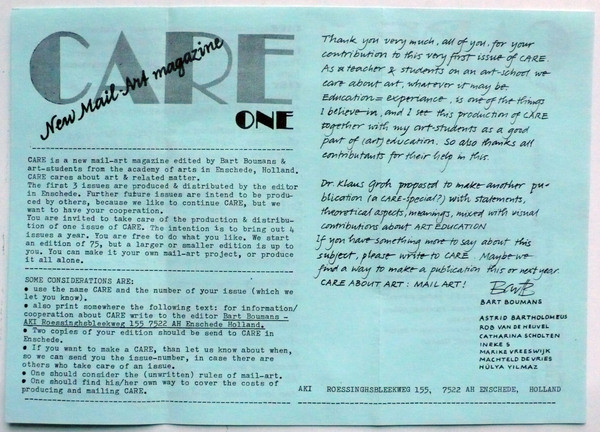 CARE
New Mail-Art magazine
ONE
CARE is a new mail-art magazine edited by Bart Boumans &
art-students from the academy of arts in Enschede, Holland.
CARE cares about art & related matter.
The first 3 issues are produced & distributed by the editor
in Enschede. Further future issues are intend to be produ-
ced by others, because we like to continue CARE, but we
want to have your cooperation.
You are invited to take care of the production & distribu-
tion of one issue of CARE. The intention is to bring out 4
issues a year. You are free to do what you like. We start
an edition of 75, but a larger or smaller edition is up to
you. You can make it your own mail-art project, or produce
it all alone.
SOME CONSIDERATIONS ARE:
● use the name CARE and the number of your issue (which we
let you know).
● also print somewhere the following text: for information/
cooperation about CARE write to the editor Bart Boumans -
AKI Roessinghsbleekweg 155 7522 AH Enschede Holland.
● Two copies of your edition should be send to CARE in
Enschede.
● If you want to make a CARE, than let us know about when,
so we can send you the issue-number, in case there are
others who take care of an issue.
● One should consider the (unwritten) rules of mail-art.
● One should find his/her own way to cover the costs of
producing and mailing CARE.
Thank you very much, all of you, for your
contribution to this very first issue of CARE.
As a teacher & students on an art-school we
care about art, whatever it may be.
Education = experiance, is one of the things
I believe in, and I see this production of CARE
together with my art-students as a good
part of (art) education. So also thanks all
contributants for their help in this.
Dr. Klaus Groh proposed to make another pu-
blication (a CARE-special?) with statements,
theoretical aspects, meanings, mixed with visual
contributions about ART EDUCATION
If you have something more to say about this
subject, please write to CARE. Maybe we
find a way to make a publication this or next year.
CARE ABOUT ART: MAIL ART!
BartB
BART BOUMANS
ASTRID BARTHOLOMEUS
ROB VAN DE HEUVEL
CATHARINA SCHOLTEN
INEKE S
MARIKE VREESWIJK
MACHTELD DE VRIES
HÜLYA YILMAZ
AKI ROESSINGHSBLEEKWEG 155, 7522 AH ENSCHEDE, HOLLAND